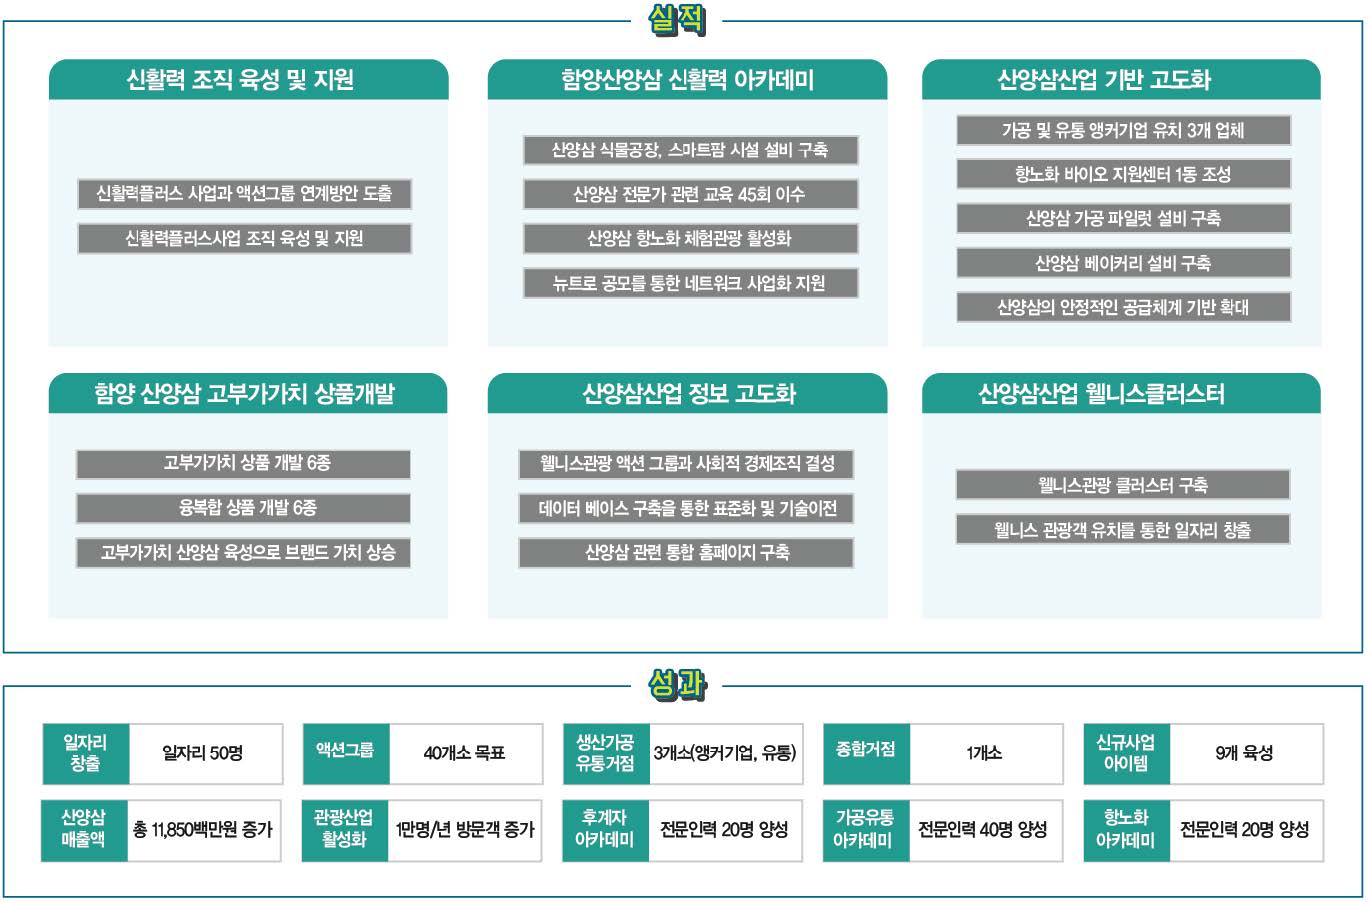 실적
신활력 조직 육성 및 지원
신활력플러스 사업과 액션그룹 연계방안 도출
신활력플러스사업 조직 육성 및 지원
함양산양삼 신활력 아카데미
산양삼 식물공장, 스마트팜 시설 설비 구축
산양삼 전문가 관련 교육 45회 이수
산양삼 항노화 체험관광 활성화
뉴트로 공모를 통한 네트워크 사업화 지원
산양삼산업 기반 고도화
가공 및 유통 앵커기업 유치 3개 업체
항노화 바이오 지원센터 1동 조성
산양삼 가공 파일럿 설비 구축
산양삼 베이커리 설비 구축
산양삼의 안정적인 공급체계 기반 확대
함양 산양삼 고부가가치 상품개발
고부가가치 상품 개발 6종
융복합 상품 개발 6종
고부가가치 산양삼 육성으로 브랜드 가치 상승
산양삼산업 정보 고도화
웰니스관광 액션 그룹과 사회적 경제조직 결성
데이터 베이스 구축을 통한 표준화 및 기술이전
산양삼 관련 통합 홈페이지 구축
산양삼산업 웰니스클러스터
웰니스관광 클러스터 구축
웰니스 관광객 유치를 통한 일자리 창출
성과
일자리
창출
일자리 50명
액션그룹
40개소 목표
생산가공
유통거점
3개소(앵커기업, 유통)
종합거점
1개소
신규사업
아이템
9개 육성
산양삼
매출액
총 11,850백만원 증가
관광산업
활성화
1만명/년 방문객 증가
후계자
아카데미
전문인력 20명 양성
가공유통
아카데미
전문인력 40명 양성
항노화
아카데미
전문인력 20명 양성